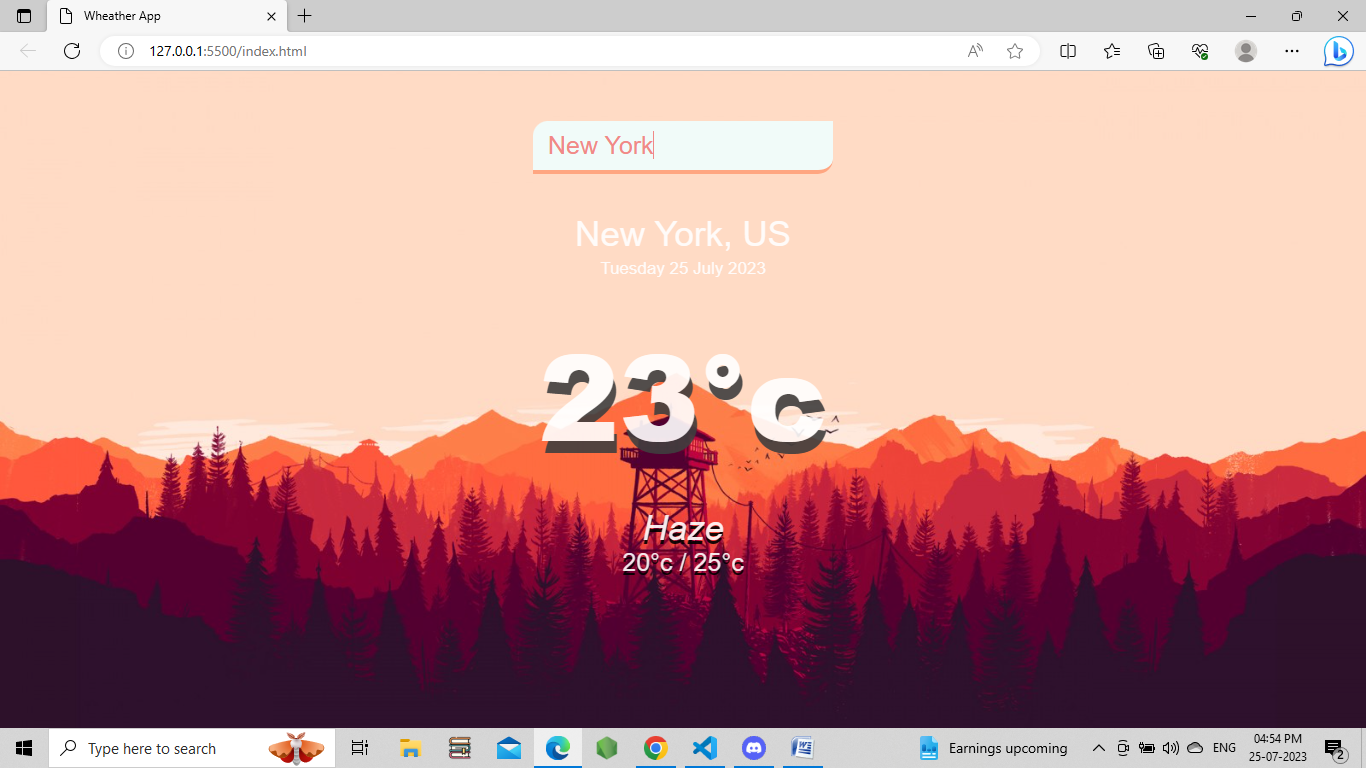 Wheather App
127.0.0.1:5500/index.html
New York
New York, US
Tuesday 25 July 2023
23°c
Haze
20°c / 25°c
Type here to search
Earnings upcoming
ENG
04:54 PM
25-07-2023
2